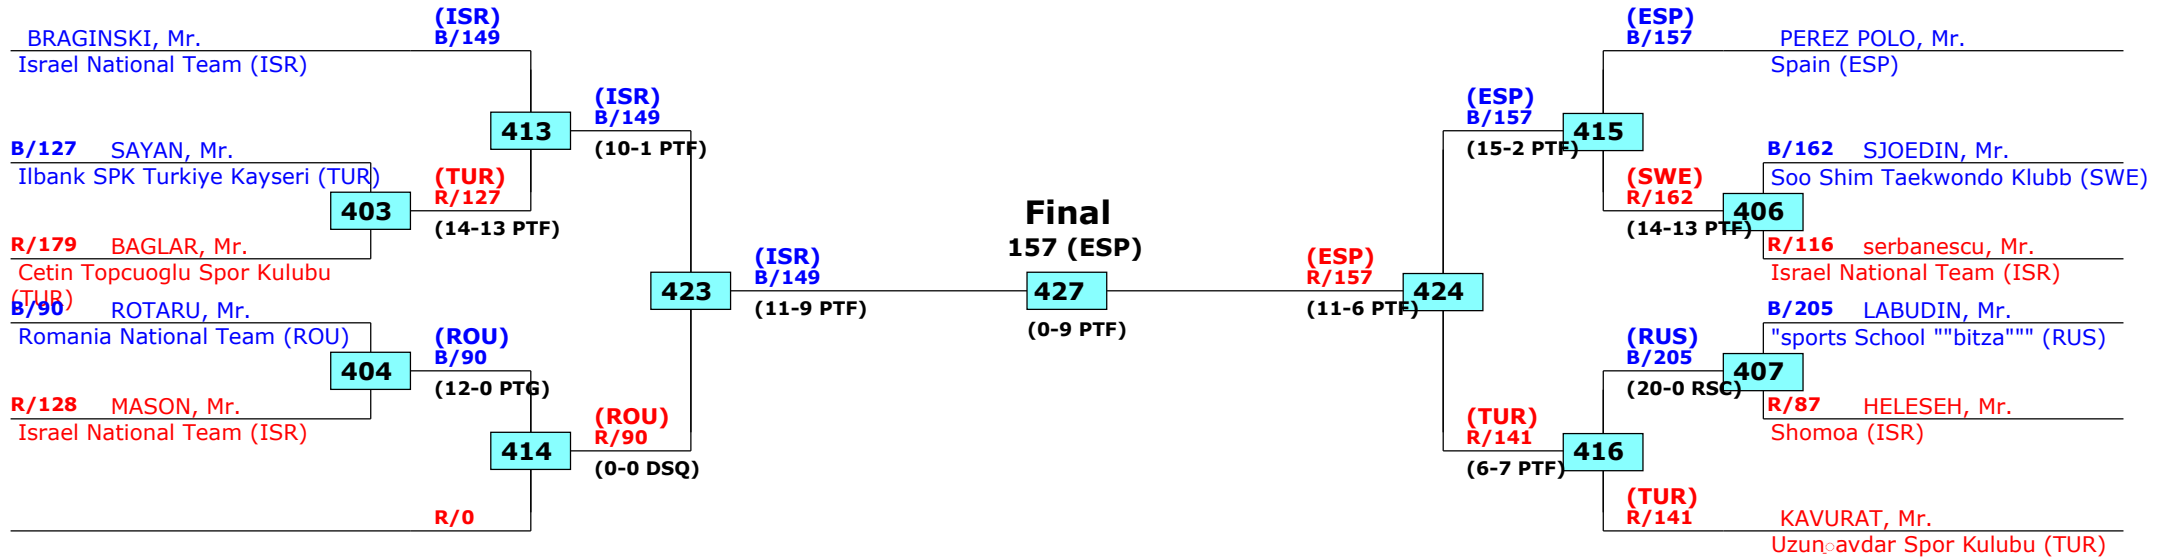 (ISR)
B/149
BRAGINSKI, Mr.
Israel National Team (ISR)
B/127 SAYAN, Mr.
Ilbank SPK Turkiye Kayseri (TUR)
403
(TUR)
R/127
(14-13 PTF)
R/179 BAGLAR, Mr.
Cetin Topcuoglu Spor Kulubu
(TUR)
413
(ISR)
B/149
(10-1 PTF)
B/90 ROTARU, Mr.
Romania National Team (ROU)
404
(ROU)
B/90
(12-0 PTG)
R/128 MASON, Mr.
Israel National Team (ISR)
414
(ROU)
R/90
(0-0 DSQ)
R/0
423
(ISR)
B/149
(11-9 PTF)
Final
157 (ESP)
427
(0-9 PTF)
(ESP)
R/157
(11-6 PTF)
424
(ESP)
B/157
(15-2 PTF)
415
(ESP)
B/157
PEREZ POLO, Mr.
Spain (ESP)
(SWE)
R/162
(14-13 PTF)
406
B/162 SJOEDIN, Mr.
Soo Shim Taekwondo Klubb (SWE)
R/116 serbanescu, Mr.
Israel National Team (ISR)
(TUR)
R/141
(6-7 PTF)
416
(RUS)
B/205
(20-0 RSC)
407
B/205 LABUDIN, Mr.
"sports School ""bitza""" (RUS)
R/87 HELESEH, Mr.
Shomoa (ISR)
(TUR)
R/141
KAVURAT, Mr.
Spor Kulubu (TUR)